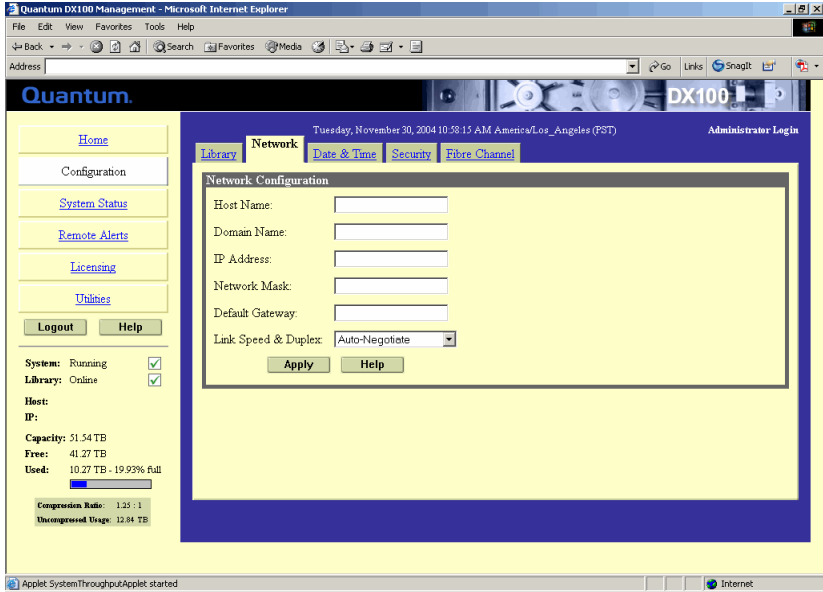 Quantum DX100 Management - Microsoft Internet Explorer
File Edit View Favorites Tools Help
Back Search Favorites Media
Address Go Links SnagIt
Quantum. DX100
Tuesday, November 30, 2004 10:58:15 AM America/Los_Angeles (PST) Administrator Login
Home
Configuration
System Status
Remote Alerts
Licensing
Utilities
Logout Help
System: Running
Library: Online
Host:
IP:
Capacity: 51.54 TB
Free: 41.27 TB
Used: 10.27 TB - 19.93% full
Compression Ratio: 1.25 : 1
Uncompressed Usage: 12.84 TB
Library Network Date & Time Security Fibre Channel
Network Configuration
Host Name:
Domain Name:
IP Address:
Network Mask:
Default Gateway:
Link Speed & Duplex: Auto-Negotiate
Apply Help
Applet SystemThroughputApplet started Internet